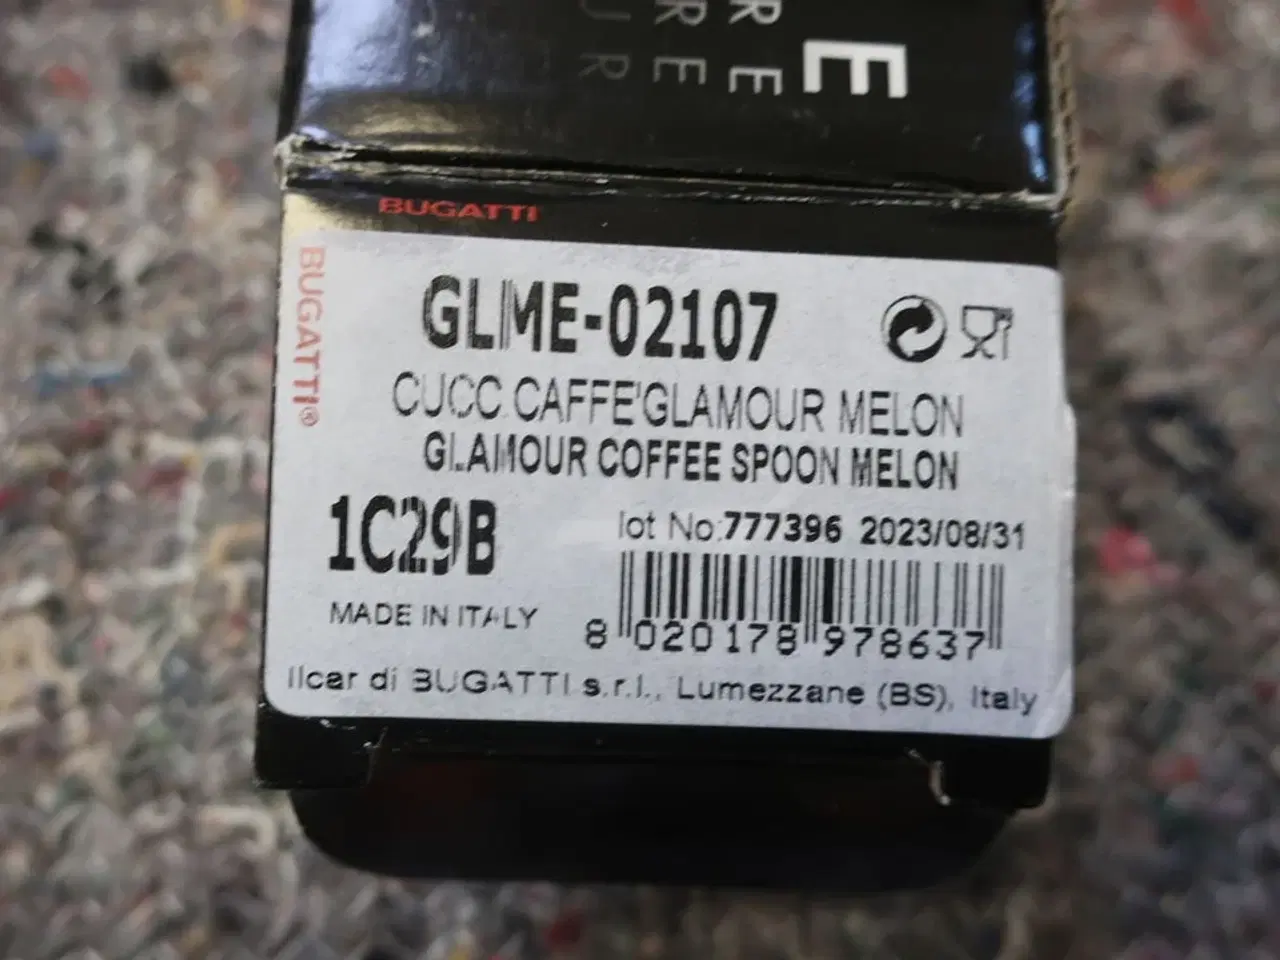 BUGATTI
BUGATTI®
GLME-02107
CUCC.CAFFE'GLAMOUR MELON
GLAMOUR COFFEE SPOON MELON
1C29B
lot No:777396 2023/08/31
8 020178 978637
MADE IN ITALY
Ilcar di BUGATTI s.r.l., Lumezzane (BS), Italy